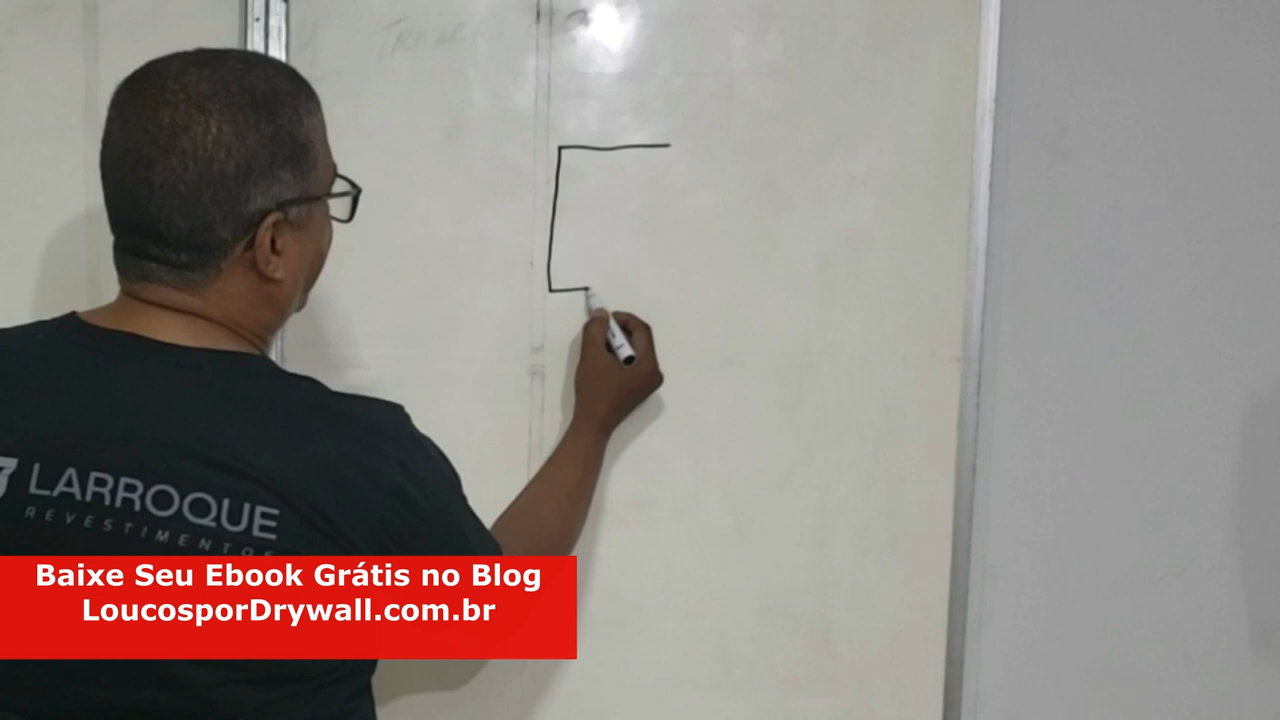 LARROQUE
REVESTIMENTOS
Baixe Seu Ebook Grátis no Blog
LoucosporDrywall.com.br